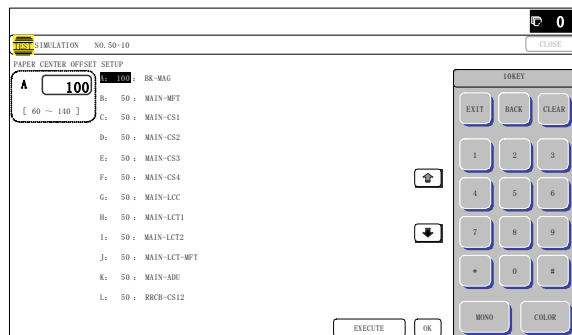 0
TEST SIMULATION NO.50-10
CLOSE
PAPER CENTER OFFSET SETUP
A 100
[ 60 ~ 140 ]
A: 100 : BK-MAG
B: 50 : MAIN-MFT
C: 50 : MAIN-CS1
D: 50 : MAIN-CS2
E: 50 : MAIN-CS3
F: 50 : MAIN-CS4
G: 50 : MAIN-LCC
H: 50 : MAIN-LCT1
I: 50 : MAIN-LCT2
J: 50 : MAIN-LCT-MFT
K: 50 : MAIN-ADU
L: 50 : RRCB-CS12
EXECUTE OK
10KEY
EXIT BACK CLEAR
1 2 3
4 5 6
7 8 9
* 0 #
MONO COLOR